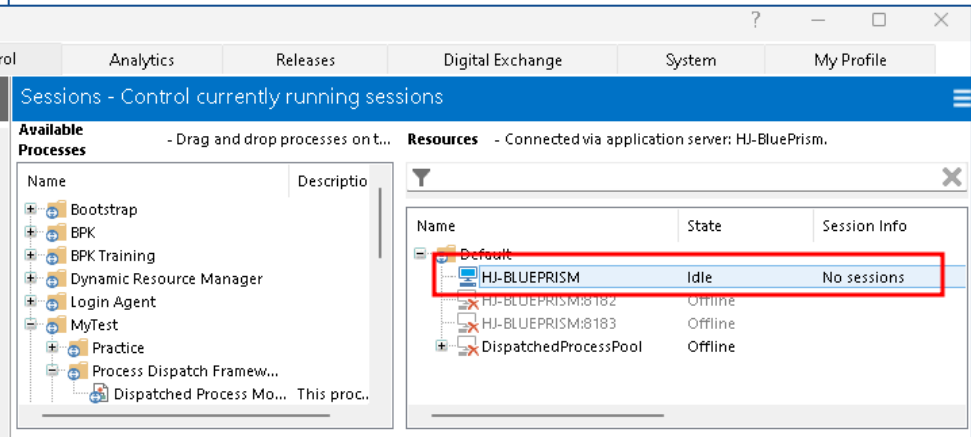 ?
rol Analytics Releases Digital Exchange System My Profile
Sessions - Control currently running sessions
Available Processes - Drag and drop processes on t...
Resources - Connected via application server: HJ-BluePrism.
Name Descriptio
Bootstrap
BPK
BPK Training
Dynamic Resource Manager
Login Agent
MyTest
Practice
Process Dispatch Framew...
Dispatched Process Mo... This proc..
Name State Session Info
Default
HJ-BLUEPRISM Idle No sessions
HJ-BLUEPRISM:8182 Offline
HJ-BLUEPRISM:8183 Offline
DispatchedProcessPool Offline